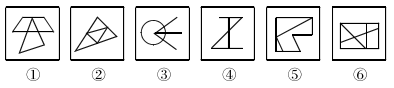 ① ② ③ ④ ⑤ ⑥